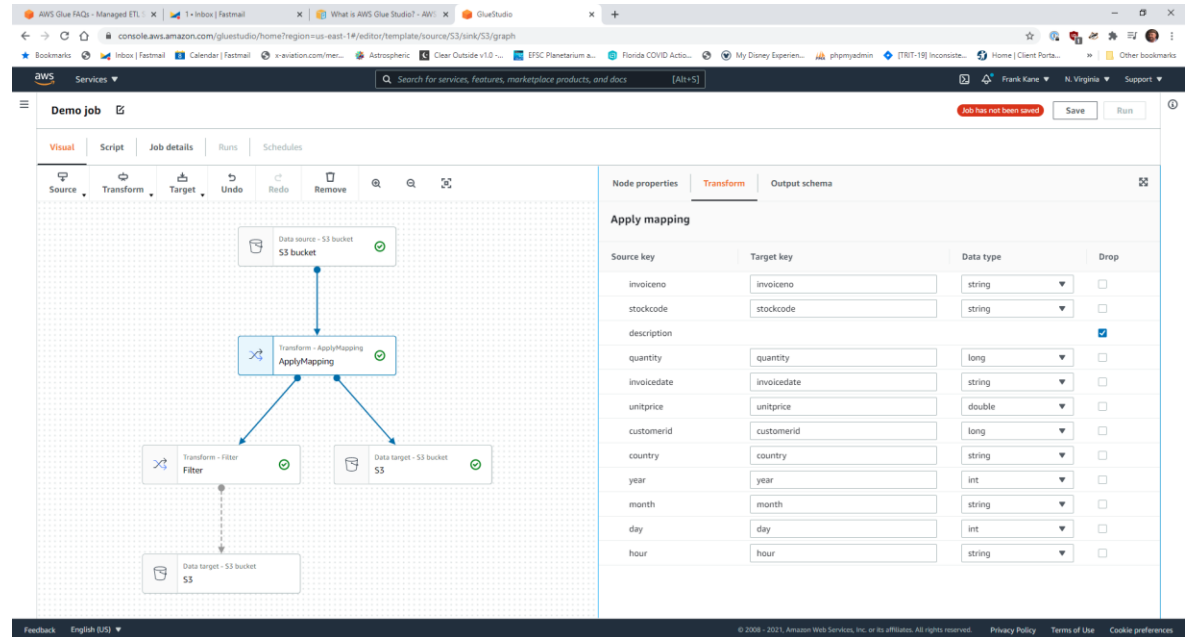 AWS Glue FAQs - Managed ETL S
1 • Inbox | Fastmail
What is AWS Glue Studio? - AWS
GlueStudio
console.aws.amazon.com/gluestudio/home?region=us-east-1#/editor/template/source/S3/sink/S3/graph
Bookmarks
Inbox | Fastmail
Calendar | Fastmail
x-aviation.com/mer...
Astrospheric
Clear Outside v1.0 -...
EFSC Planetarium a...
Florida COVID Actio...
My Disney Experien...
phpmyadmin
[TRIT-19] Inconsiste...
Home | Client Porta...
»
Other bookmarks
aws
Services
Search for services, features, marketplace products, and docs
[Alt+S]
Frank Kane
N. Virginia
Support
Demo job
Job has not been saved
Save
Run
Visual
Script
Job details
Runs
Schedules
Source
Transform
Target
Undo
Redo
Remove
Data source - S3 bucket
S3 bucket
Transform - ApplyMapping
ApplyMapping
Transform - Filter
Filter
Data target - S3 bucket
S3
Data target - S3 bucket
S3
Node properties
Transform
Output schema
Apply mapping
Source key Target key Data type Drop
invoiceno invoiceno string
stockcode stockcode string
description
quantity quantity long
invoicedate invoicedate string
unitprice unitprice double
customerid customerid long
country country string
year year int
month month string
day day int
hour hour string
Feedback English (US)
© 2008 - 2021, Amazon Web Services, Inc. or its affiliates. All rights reserved. Privacy Policy Terms of Use Cookie preferences